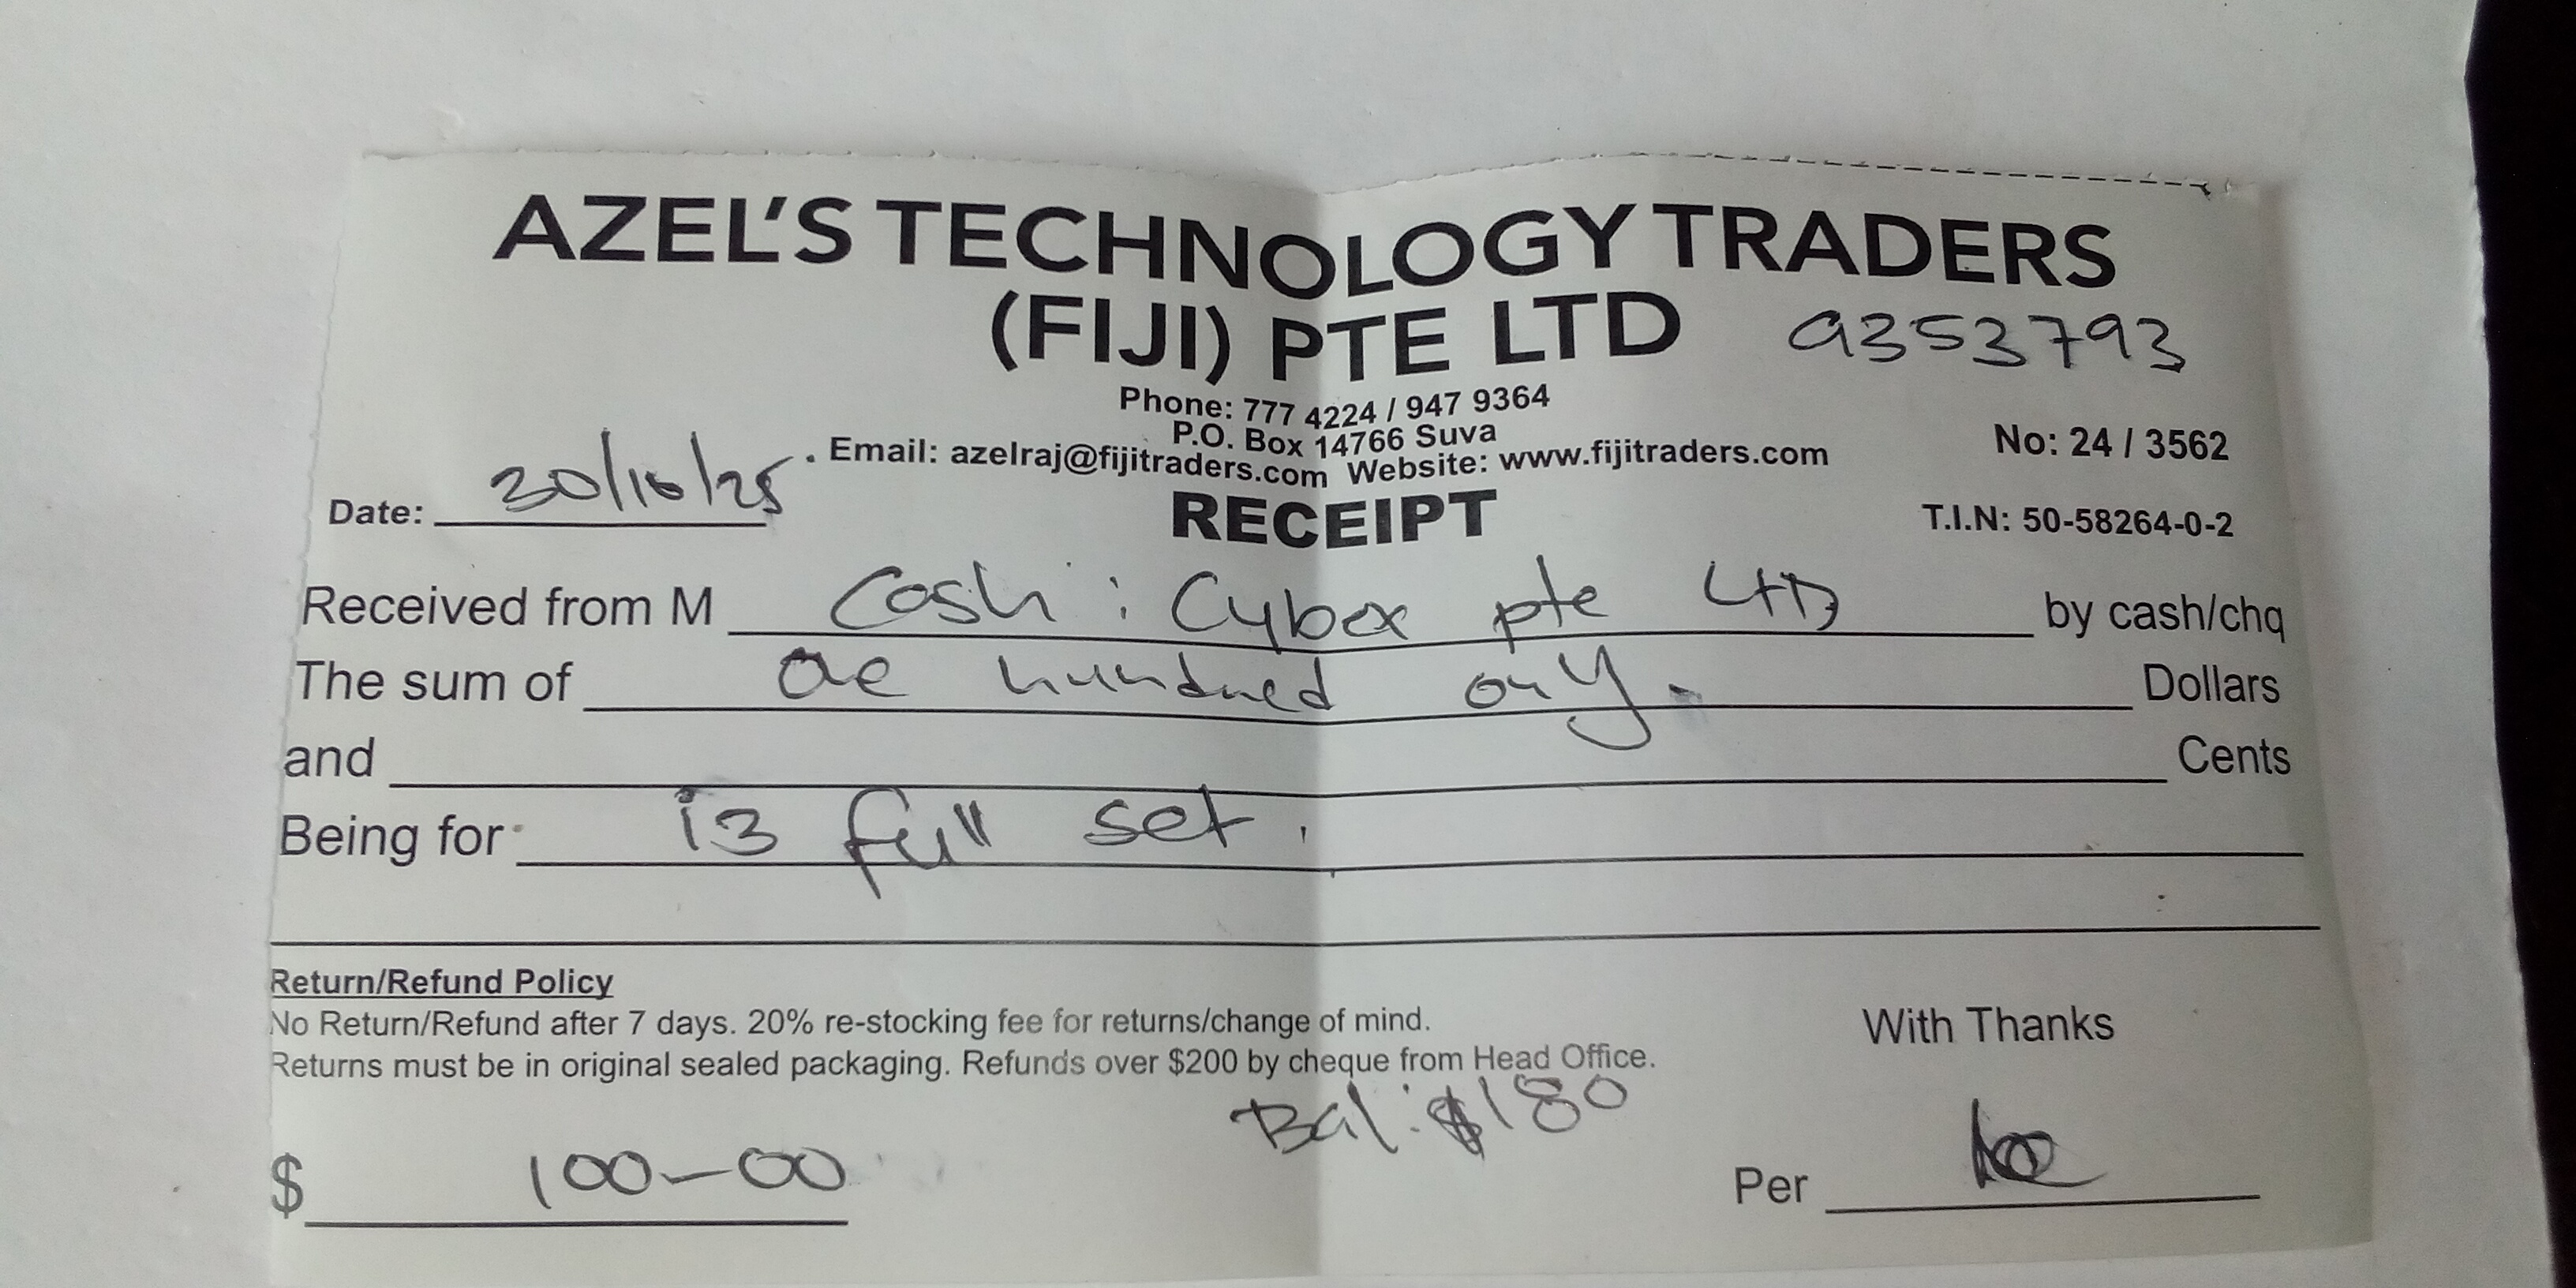 AZEL'S TECHNOLOGY TRADERS
(FIJI) PTE LTD 9353793
Phone: 777 4224 / 947 9364
P.O. Box 14766 Suva
Email: azelraj@fijitraders.com Website: www.fijitraders.com
No: 24 / 3562
Date: 30/10/25
RECEIPT
T.I.N: 50-58264-0-2
Received from M Cash : Cybox pte LTD by cash/chq
The sum of One hundred only. Dollars
and Cents
Being for i3 full set.
Return/Refund Policy
No Return/Refund after 7 days. 20% re-stocking fee for returns/change of mind.
Returns must be in original sealed packaging. Refunds over $200 by cheque from Head Office.
With Thanks
Bal: $180
$ 100-00
Per